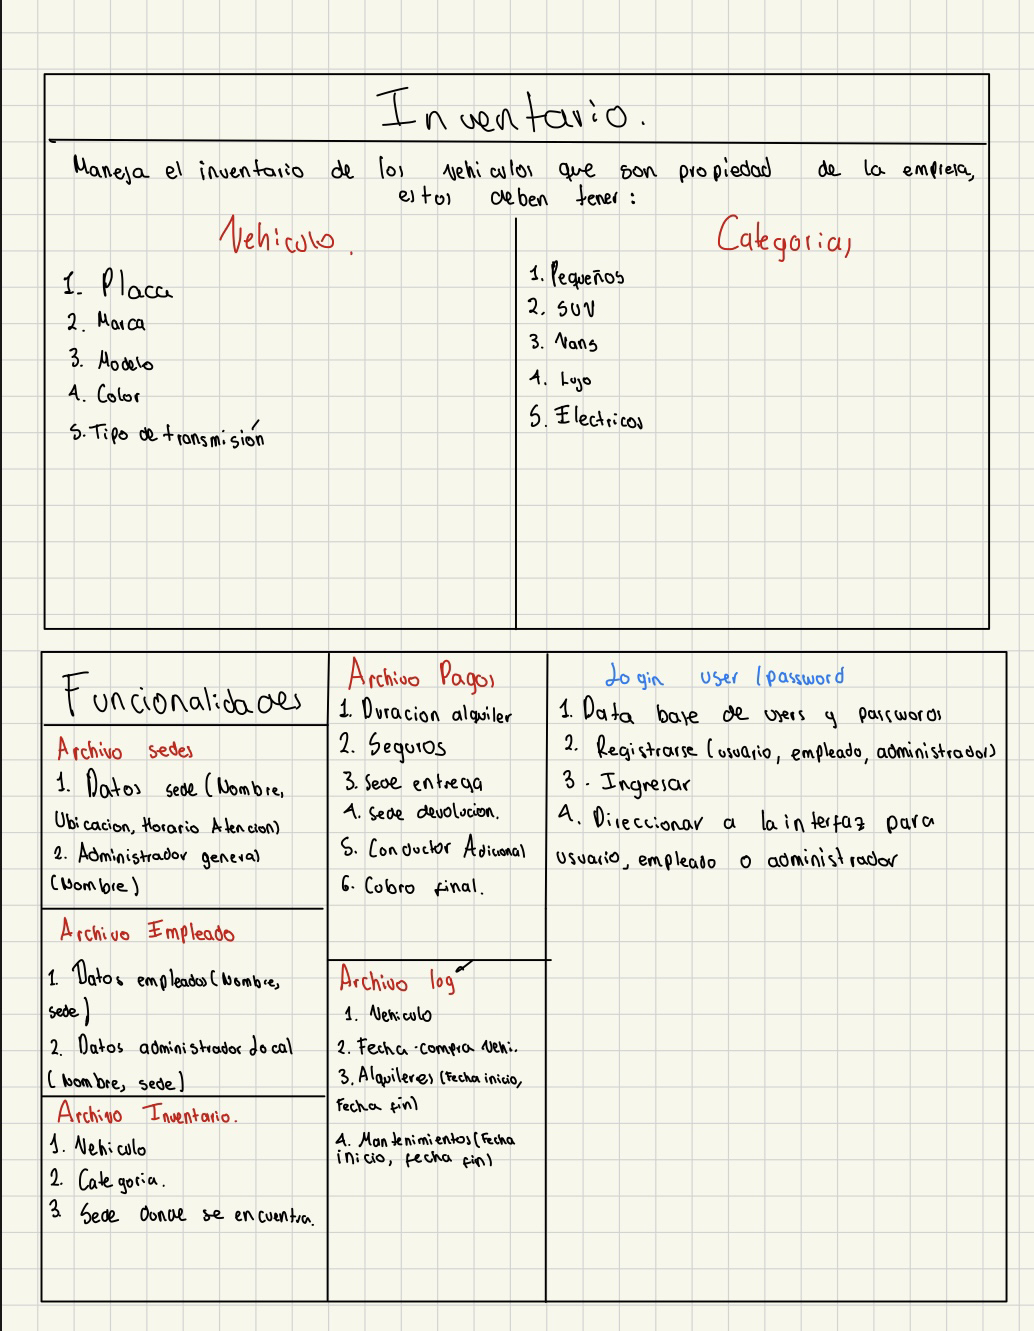 Inventario.
Maneja el inventario de los vehiculos que son propiedad de la empresa,
estos deben tener:
Vehiculo.
1. Placa
2. Marca
3. Modelo
4. Color
5. Tipo de transmisión
Categorias
1. Pequeños
2. SUV
3. Vans
4. Lujo
5. Electricos
Funcionalidades
Archivo sedes
1. Datos sede (Nombre,
Ubicacion, Horario Atencion)
2. Administrador general
(Nombre)
Archivo Empleado
1. Datos empleados (Nombre,
sede)
2. Datos administrador Local
(Nombre, sede)
Archivo Inventario.
1. Vehiculo
2. Categoria.
3. Sede donde se encuentra.
Archivo Pagos
1. Duracion alquiler
2. Seguros
3. Sede entrega
4. Sede devolucion.
5. Conductor Adicional
6. Cobro final.
Archivo log
1. Vehiculo
2. Fecha-compra Vehi.
3. Alquileres (Fecha inicio,
Fecha fin)
4. Mantenimientos (Fecha
inicio, fecha fin)
Login user / password
1. Data base de users y passwords
2. Registrarse (usuario, empleado, administrador)
3. Ingresar
4. Direccionar a la interfaz para
usuario, empleado o administrador